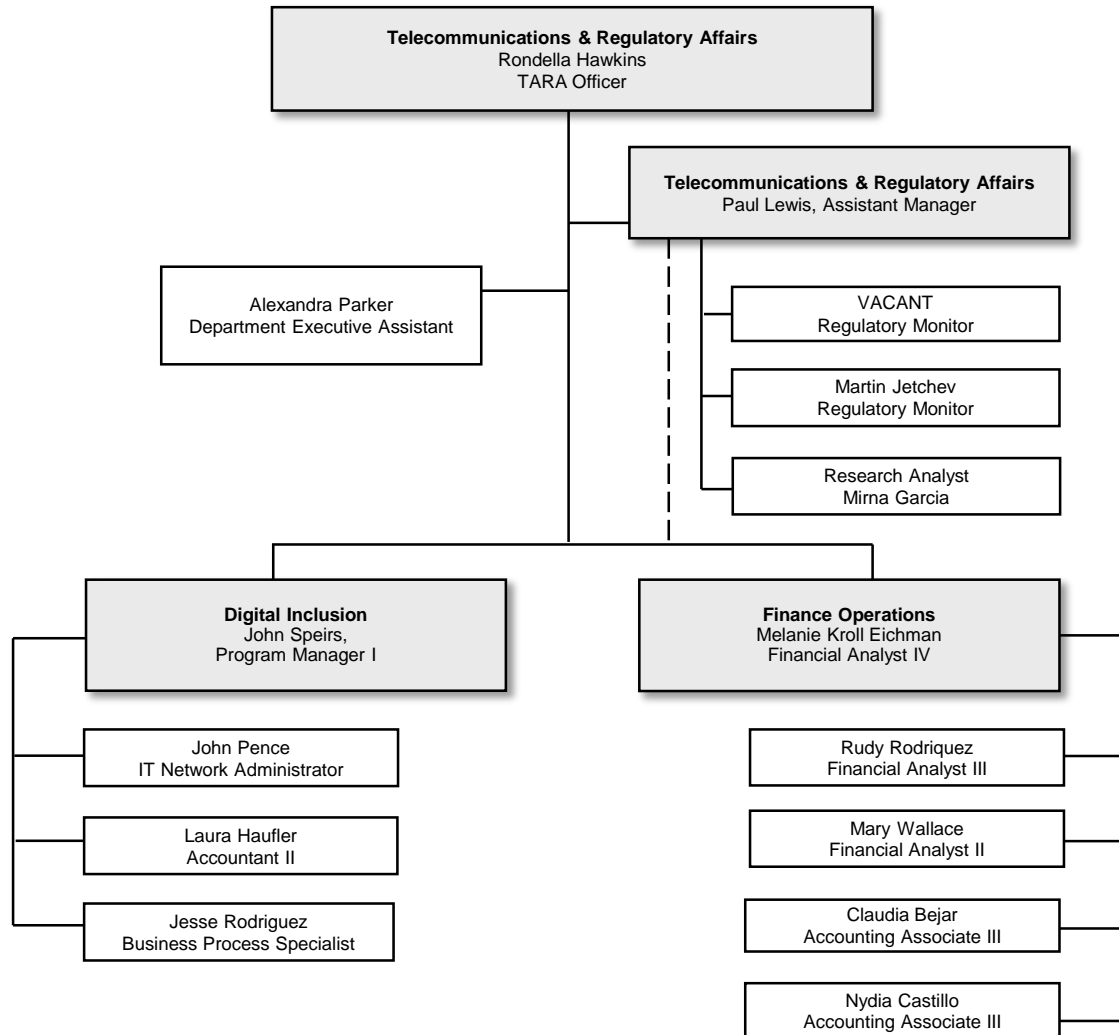 Telecommunications & Regulatory Affairs
Rondella Hawkins
TARA Officer
Telecommunications & Regulatory Affairs
Paul Lewis, Assistant Manager
Alexandra Parker
Department Executive Assistant
VACANT
Regulatory Monitor
Martin Jetchev
Regulatory Monitor
Research Analyst
Mirna Garcia
Digital Inclusion
John Speirs,
Program Manager I
Finance Operations
Melanie Kroll Eichman
Financial Analyst IV
John Pence
IT Network Administrator
Laura Haufler
Accountant II
Jesse Rodriguez
Business Process Specialist
Rudy Rodriquez
Financial Analyst III
Mary Wallace
Financial Analyst II
Claudia Bejar
Accounting Associate III
Nydia Castillo
Accounting Associate III